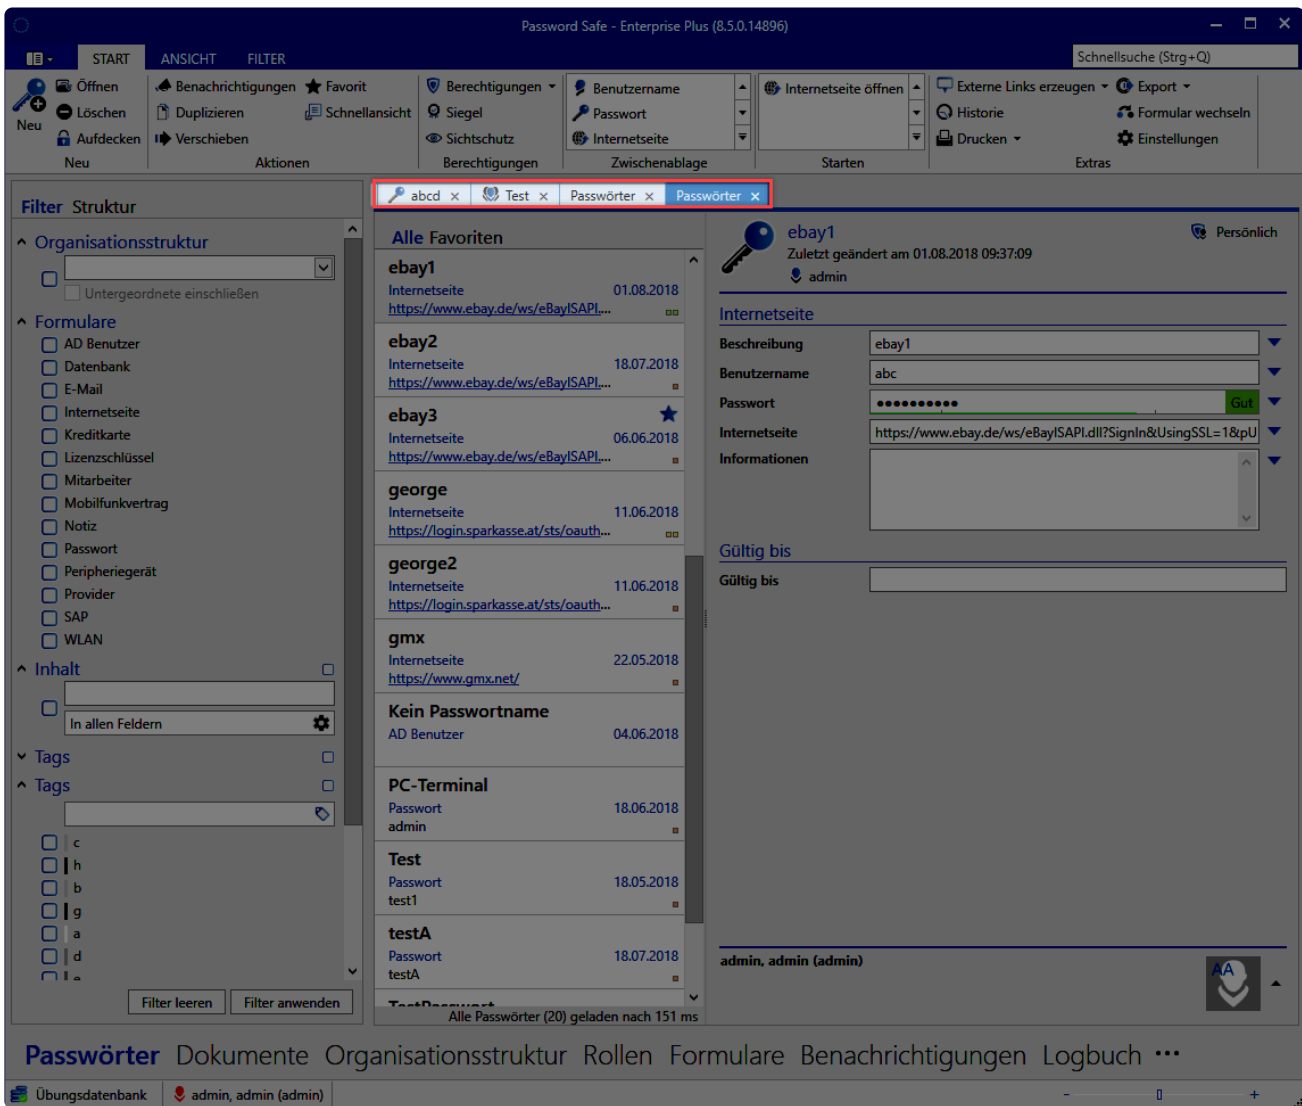 Password Safe - Enterprise Plus (8.5.0.14896)
START ANSICHT FILTER
Schnellsuche (Strg+Q)
Neu
Öffnen
Löschen
Aufdecken
Neu
Benachrichtigungen Favorit
Duplizieren Schnellansicht
Verschieben
Aktionen
Berechtigungen
Siegel
Sichtschutz
Berechtigungen
Benutzername
Passwort
Internetseite
Zwischenablage
Internetseite öffnen
Starten
Externe Links erzeugen Export
Historie Formular wechseln
Drucken Einstellungen
Extras
abcd × Test × Passwörter × Passwörter ×
Filter Struktur
Organisationsstruktur
Untergeordnete einschließen
Formulare
AD Benutzer
Datenbank
E-Mail
Internetseite
Kreditkarte
Lizenzschlüssel
Mitarbeiter
Mobilfunkvertrag
Notiz
Passwort
Peripheriegerät
Provider
SAP
WLAN
Inhalt
In allen Feldern
Tags
Tags
c
h
b
g
a
d
Filter leeren Filter anwenden
Alle Favoriten
ebay1
Internetseite 01.08.2018
https://www.ebay.de/ws/eBayISAPI....
ebay2
Internetseite 18.07.2018
https://www.ebay.de/ws/eBayISAPI....
ebay3
Internetseite 06.06.2018
https://www.ebay.de/ws/eBayISAPI....
george
Internetseite 11.06.2018
https://login.sparkasse.at/sts/oauth...
george2
Internetseite 11.06.2018
https://login.sparkasse.at/sts/oauth...
gmx
Internetseite 22.05.2018
https://www.gmx.net/
Kein Passwortname
AD Benutzer 04.06.2018
PC-Terminal
Passwort 18.06.2018
admin
Test
Passwort 18.05.2018
test1
testA
Passwort 18.07.2018
testA
TestPasswort
Alle Passwörter (20) geladen nach 151 ms
ebay1
Persönlich
Zuletzt geändert am 01.08.2018 09:37:09
admin
Internetseite
Beschreibung ebay1
Benutzername abc
Passwort ●●●●●●●●●● Gut
Internetseite https://www.ebay.de/ws/eBayISAPI.dll?SignIn&UsingSSL=1&pU
Informationen
Gültig bis
Gültig bis
admin, admin (admin)
AA
Passwörter Dokumente Organisationsstruktur Rollen Formulare Benachrichtigungen Logbuch •••
Übungsdatenbank admin, admin (admin)